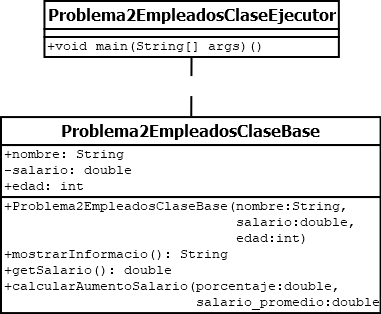 Problema2EmpleadosClaseEjecutor
+void main(String[] args)()
Problema2EmpleadosClaseBase
+nombre: String
-salario: double
+edad: int
+Problema2EmpleadosClaseBase(nombre:String,
salario:double,
edad:int)
+mostrarInformacio(): String
+getSalario(): double
+calcularAumentoSalario(porcentaje:double,
salario_promedio:double